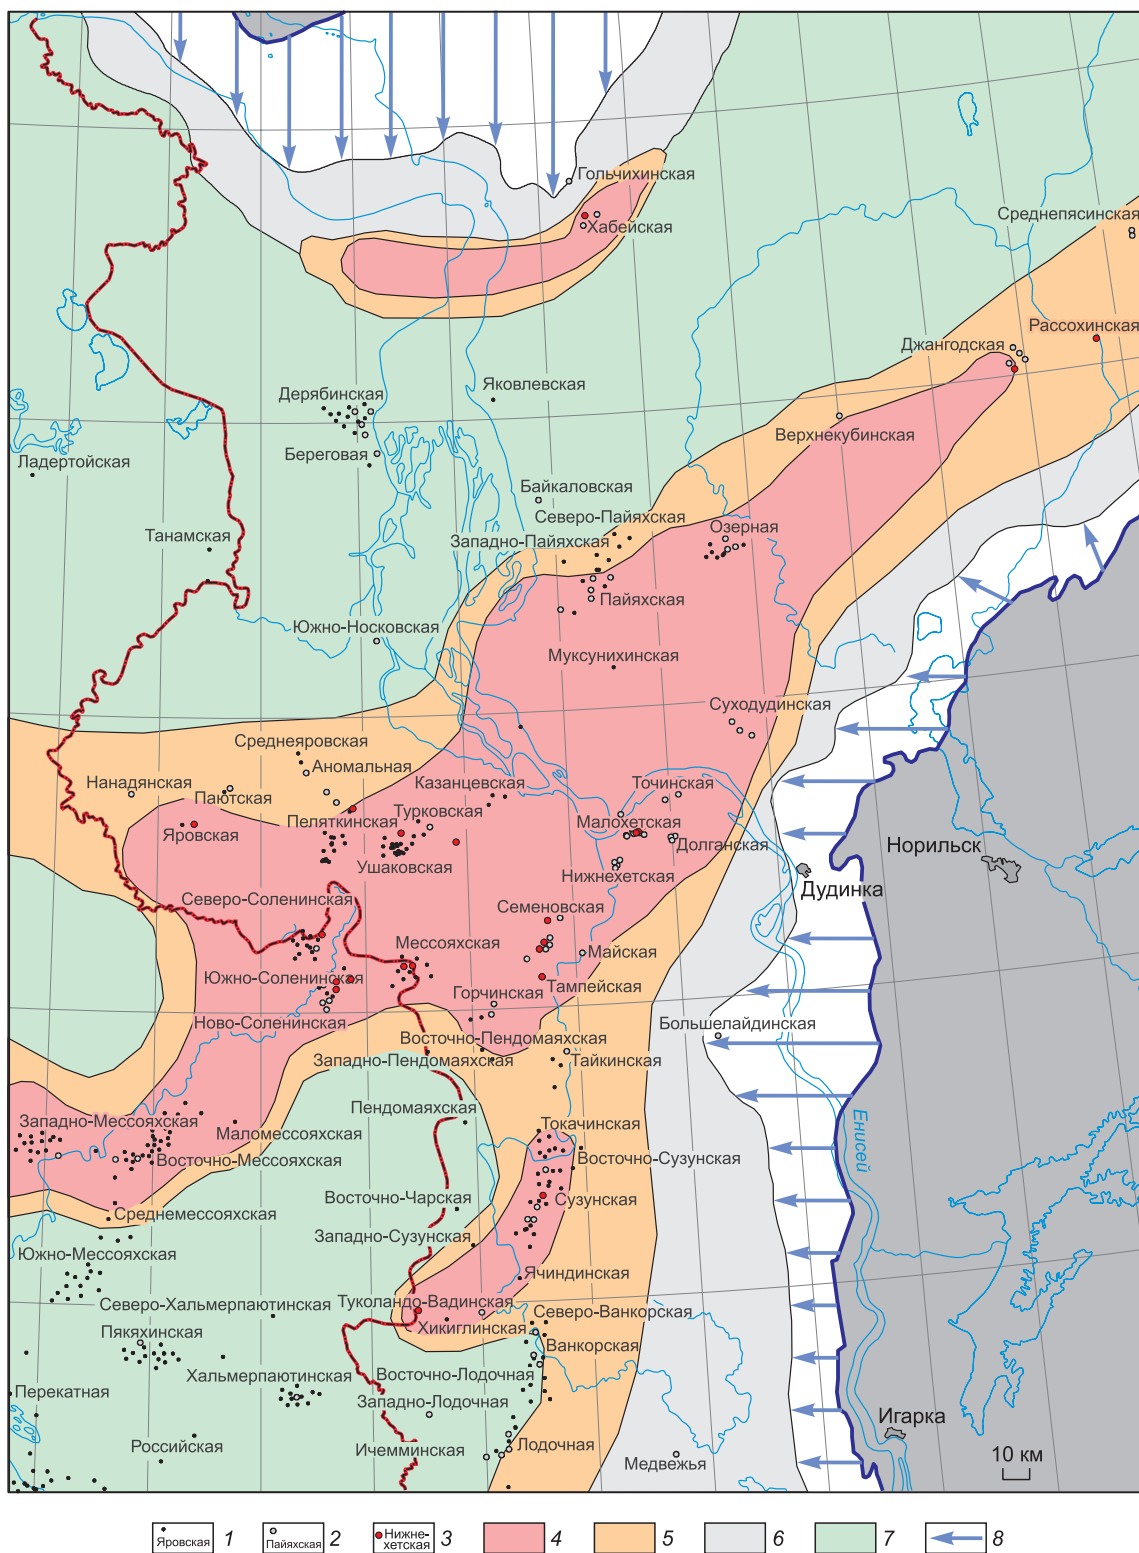 Гольчихинская
Хабейская
Среднепясинская
Рассохинская
Джангодская
Дерябинская
Яковлевская
Верхнекубинская
Береговая
Ладертойская
Байкаловская
Северо-Пайяхская
Озерная
Танамская
Западно-Пайяхская
Пайяхская
Южно-Носковская
Муксунихинская
Суходудинская
Среднеяровская
Аномальная
Нанадянская
Казанцевская
Точинская
Паютская
Пеляткинская
Турковская
Малохетская
Яровская
Долганская
Норильск
Ушаковская
Нижнехетская
Дудинка
Северо-Соленинская
Семеновская
Мессояхская
Майская
Южно-Соленинская
Тампейская
Горчинская
Ново-Соленинская
Большелайдинская
Восточно-Пендомаяхская
Западно-Пендомаяхская
Тайкинская
Пендомаяхская
Западно-Мессояхская
Маломессояхская
Токачинская
Енисей
Восточно-Мессояхская
Восточно-Сузунская
Восточно-Чарская
Сузунская
Среднемессояхская
Западно-Сузунская
Южно-Мессояхская
Ячиндинская
Северо-Хальмерпаютинская
Туколандо-Вадинская
Северо-Ванкорская
Пякяхинская
Хикиглинская
Ванкорская
Хальмерпаютинская
Восточно-Лодочная
Перекатная
Западно-Лодочная
Игарка
Российская
Ичемминская
Лодочная
Медвежья
10 км
Яровская
1
Пайяхская
2
Нижне-
хетская
3
4
5
6
7
8